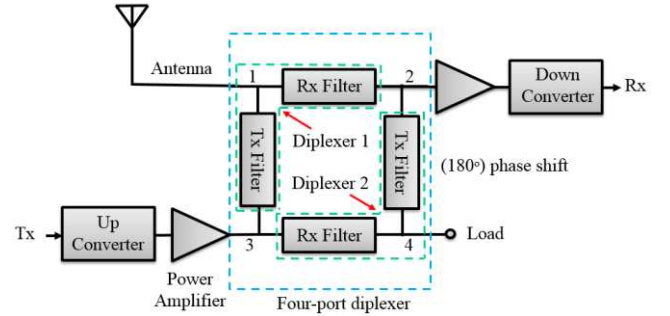 Antenna
1
Rx Filter
2
Down
Converter
Rx
Tx Filter
Diplexer 1
Tx Filter
(180°) phase shift
Diplexer 2
Tx
Up
Converter
3
Rx Filter
4
Load
Power
Amplifier
Four-port diplexer